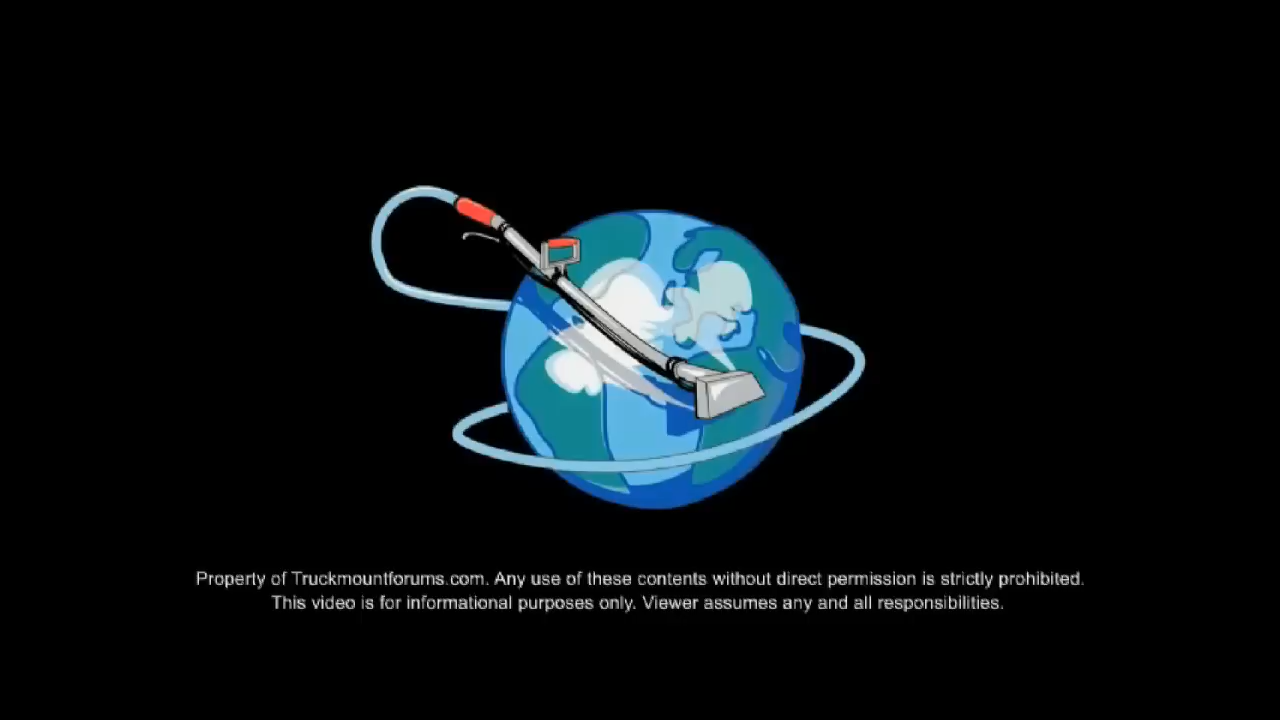 Property of Truckmountforums.com. Any use of these contents without direct permission is strictly prohibited.
This video is for informational purposes only. Viewer assumes any and all responsibilities.